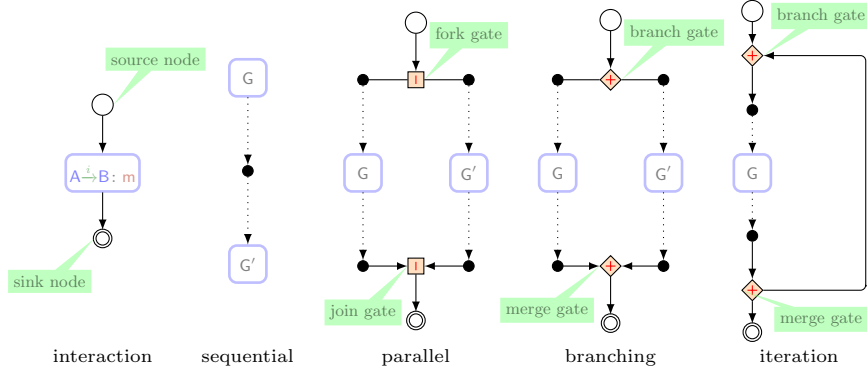 source node
A i→ B: m
sink node
interaction
G
G′
sequential
fork gate
G
G′
join gate
parallel
branch gate
+
G
G′
+
merge gate
branching
branch gate
+
G
+
merge gate
iteration